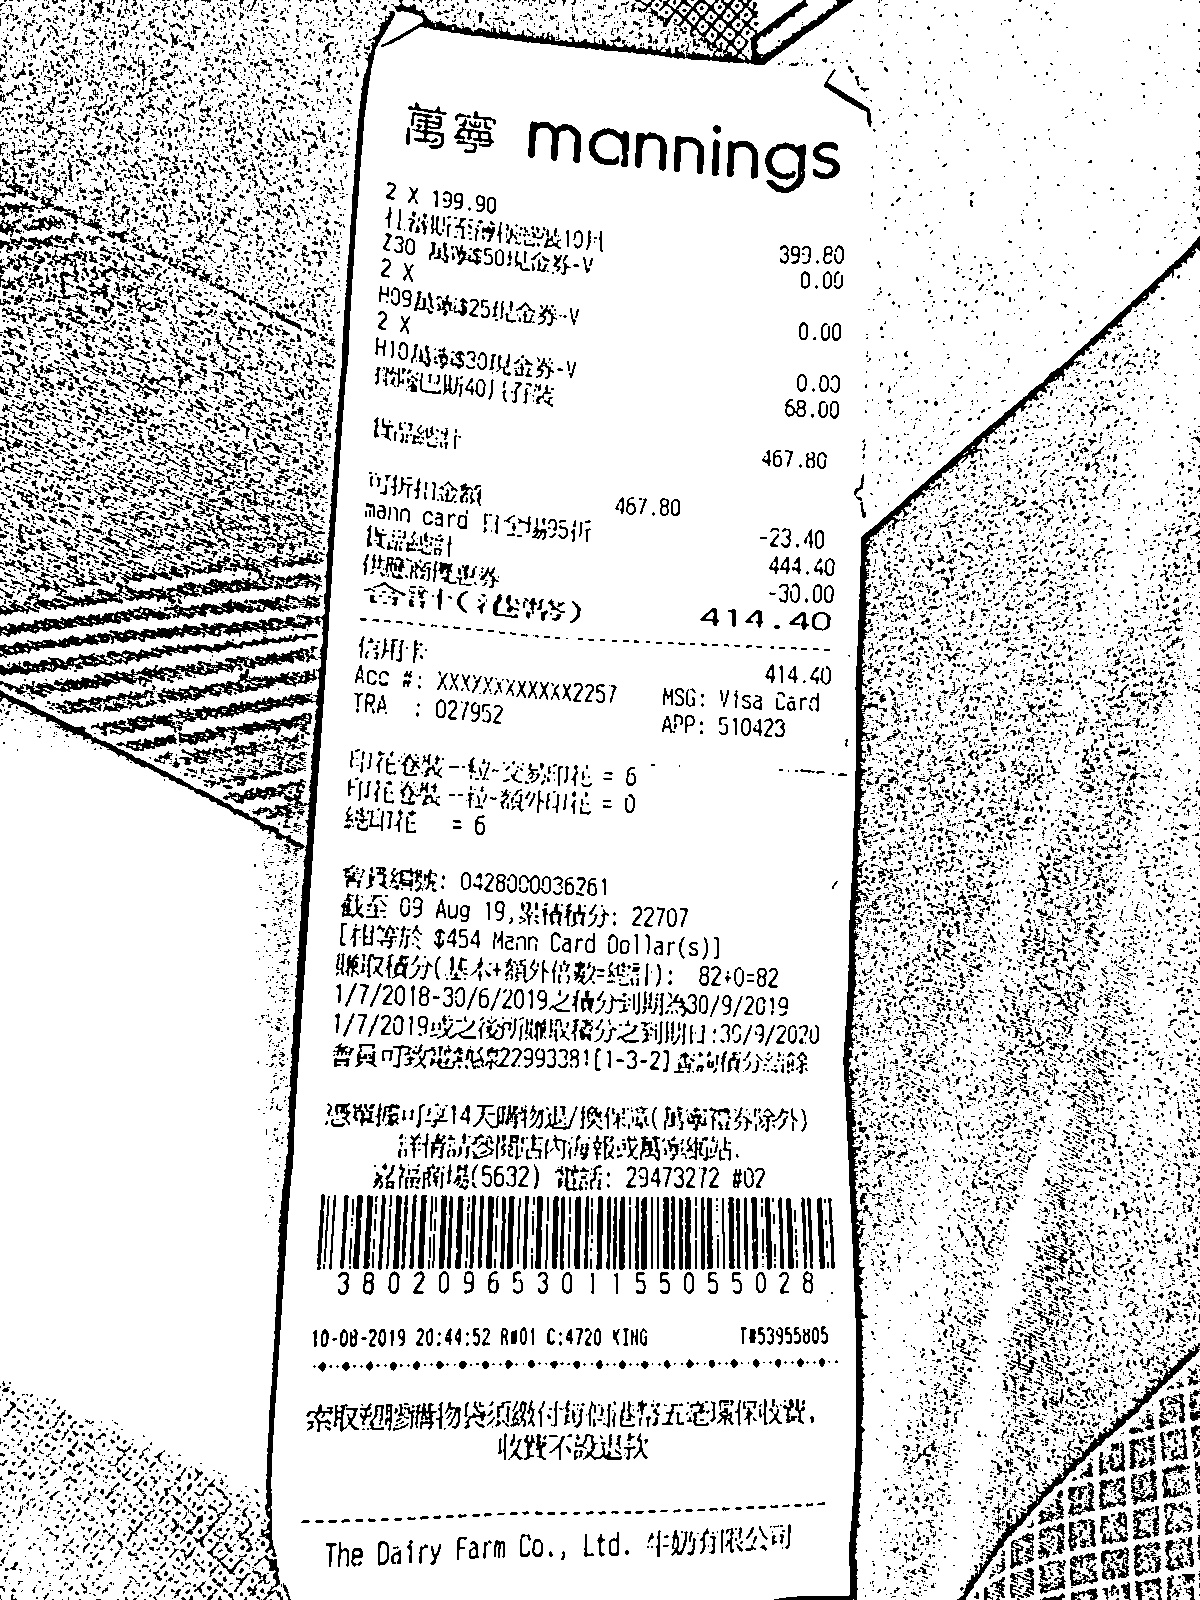 萬寧 mannings
2 X 199.90
杜蕾斯至薄快感裝10片 399.80
Z30 萬寧$50現金券-V 0.00
2 X
H09萬寧$25現金券-V 0.00
2 X
H10萬寧$30現金券-V 0.00
巴斯40片孖裝 68.00
貨品總計 467.80
可折扣金額 467.80
mann card 日全場95折 -23.40
貨品總計 444.40
供應商優惠券 -30.00
合計 414.40
信用卡 414.40
Acc #: XXXXXXXXXXXX2257 MSG: Visa Card
TRA : 027952 APP: 510423
印花卷裝一粒-交易印花 = 6
印花卷裝一粒-額外印花 = 0
總印花 = 6
會員編號: 0428000036261
截至 09 Aug 19,累積積分: 22707
[相等於 $454 Mann Card Dollar(s)]
賺取積分(基本+額外倍數=總計): 82+0=82
1/7/2018-30/6/2019之積分到期為30/9/2019
1/7/2019或之後所賺取積分之到期日:30/9/2020
會員可致電熱線22993381[1-3-2]查詢積分結餘
憑單據可享14天購物退/換保障(萬寧禮券除外)
詳情請參閱店內海報或萬寧網站.
嘉福商場(5632) 電話: 29473272 #02
38020965301155055028
10-08-2019 20:44:52 R#01 C:4720 KING T#53955805
索取塑膠購物袋須繳付每個港幣五毫環保收費,
收費不設退款
The Dairy Farm Co., Ltd. 牛奶有限公司